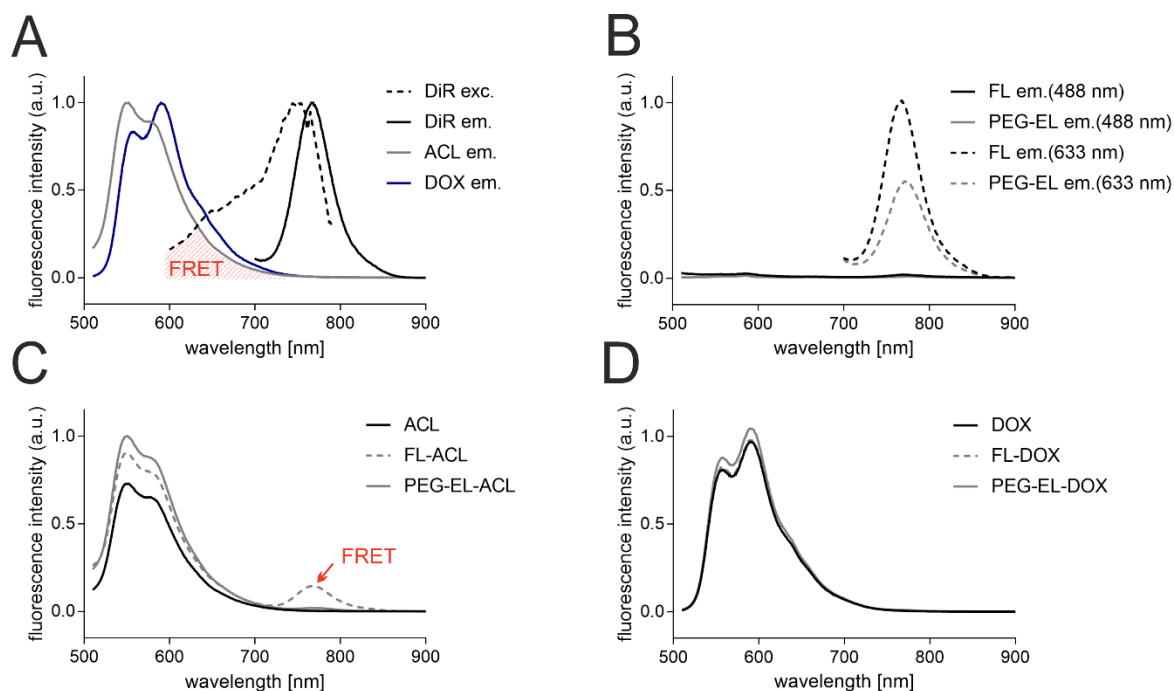 A
fluorescence intensity (a.u.)
1.0
0.5
0.0
500 600 700 800 900
wavelength [nm]
DiR exc.
DiR em.
ACL em.
DOX em.
FRET
B
fluorescence intensity (a.u.)
1.0
0.5
0.0
500 600 700 800 900
wavelength [nm]
FL em.(488 nm)
PEG-EL em.(488 nm)
FL em.(633 nm)
PEG-EL em.(633 nm)
C
fluorescence intensity (a.u.)
1.0
0.5
0.0
500 600 700 800 900
wavelength [nm]
ACL
FL-ACL
PEG-EL-ACL
FRET
D
fluorescence intensity (a.u.)
1.0
0.5
0.0
500 600 700 800 900
wavelength [nm]
DOX
FL-DOX
PEG-EL-DOX